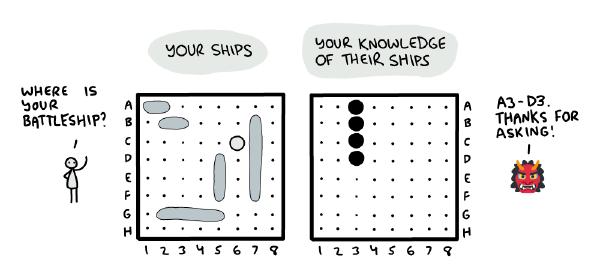 YOUR SHIPS
YOUR KNOWLEDGE
OF THEIR SHIPS
WHERE IS
YOUR
BATTLESHIP?
A
B
C
D
E
F
G
H
1 2 3 4 5 6 7 8
A
B
C
D
E
F
G
H
1 2 3 4 5 6 7 8
A3-D3.
THANKS FOR
ASKING!